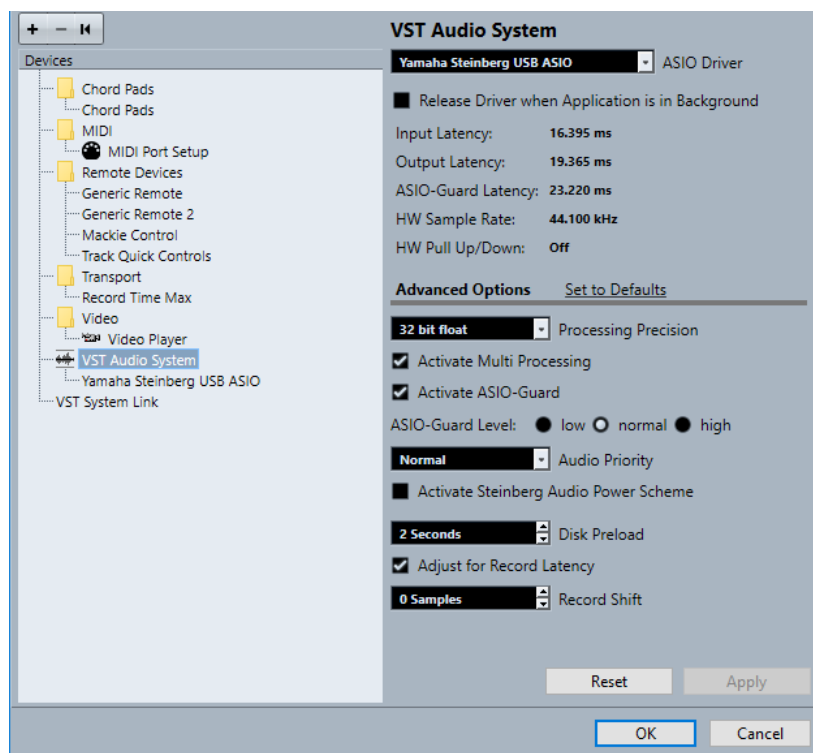 Devices
Chord Pads
Chord Pads
MIDI
MIDI Port Setup
Remote Devices
Generic Remote
Generic Remote 2
Mackie Control
Track Quick Controls
Transport
Record Time Max
Video
Video Player
VST Audio System
Yamaha Steinberg USB ASIO
VST System Link
VST Audio System
Yamaha Steinberg USB ASIO ASIO Driver
Release Driver when Application is in Background
Input Latency: 16.395 ms
Output Latency: 19.365 ms
ASIO-Guard Latency: 23.220 ms
HW Sample Rate: 44.100 kHz
HW Pull Up/Down: Off
Advanced Options Set to Defaults
32 bit float Processing Precision
Activate Multi Processing
Activate ASIO-Guard
ASIO-Guard Level: low normal high
Normal Audio Priority
Activate Steinberg Audio Power Scheme
2 Seconds Disk Preload
Adjust for Record Latency
0 Samples Record Shift
Reset Apply
OK Cancel